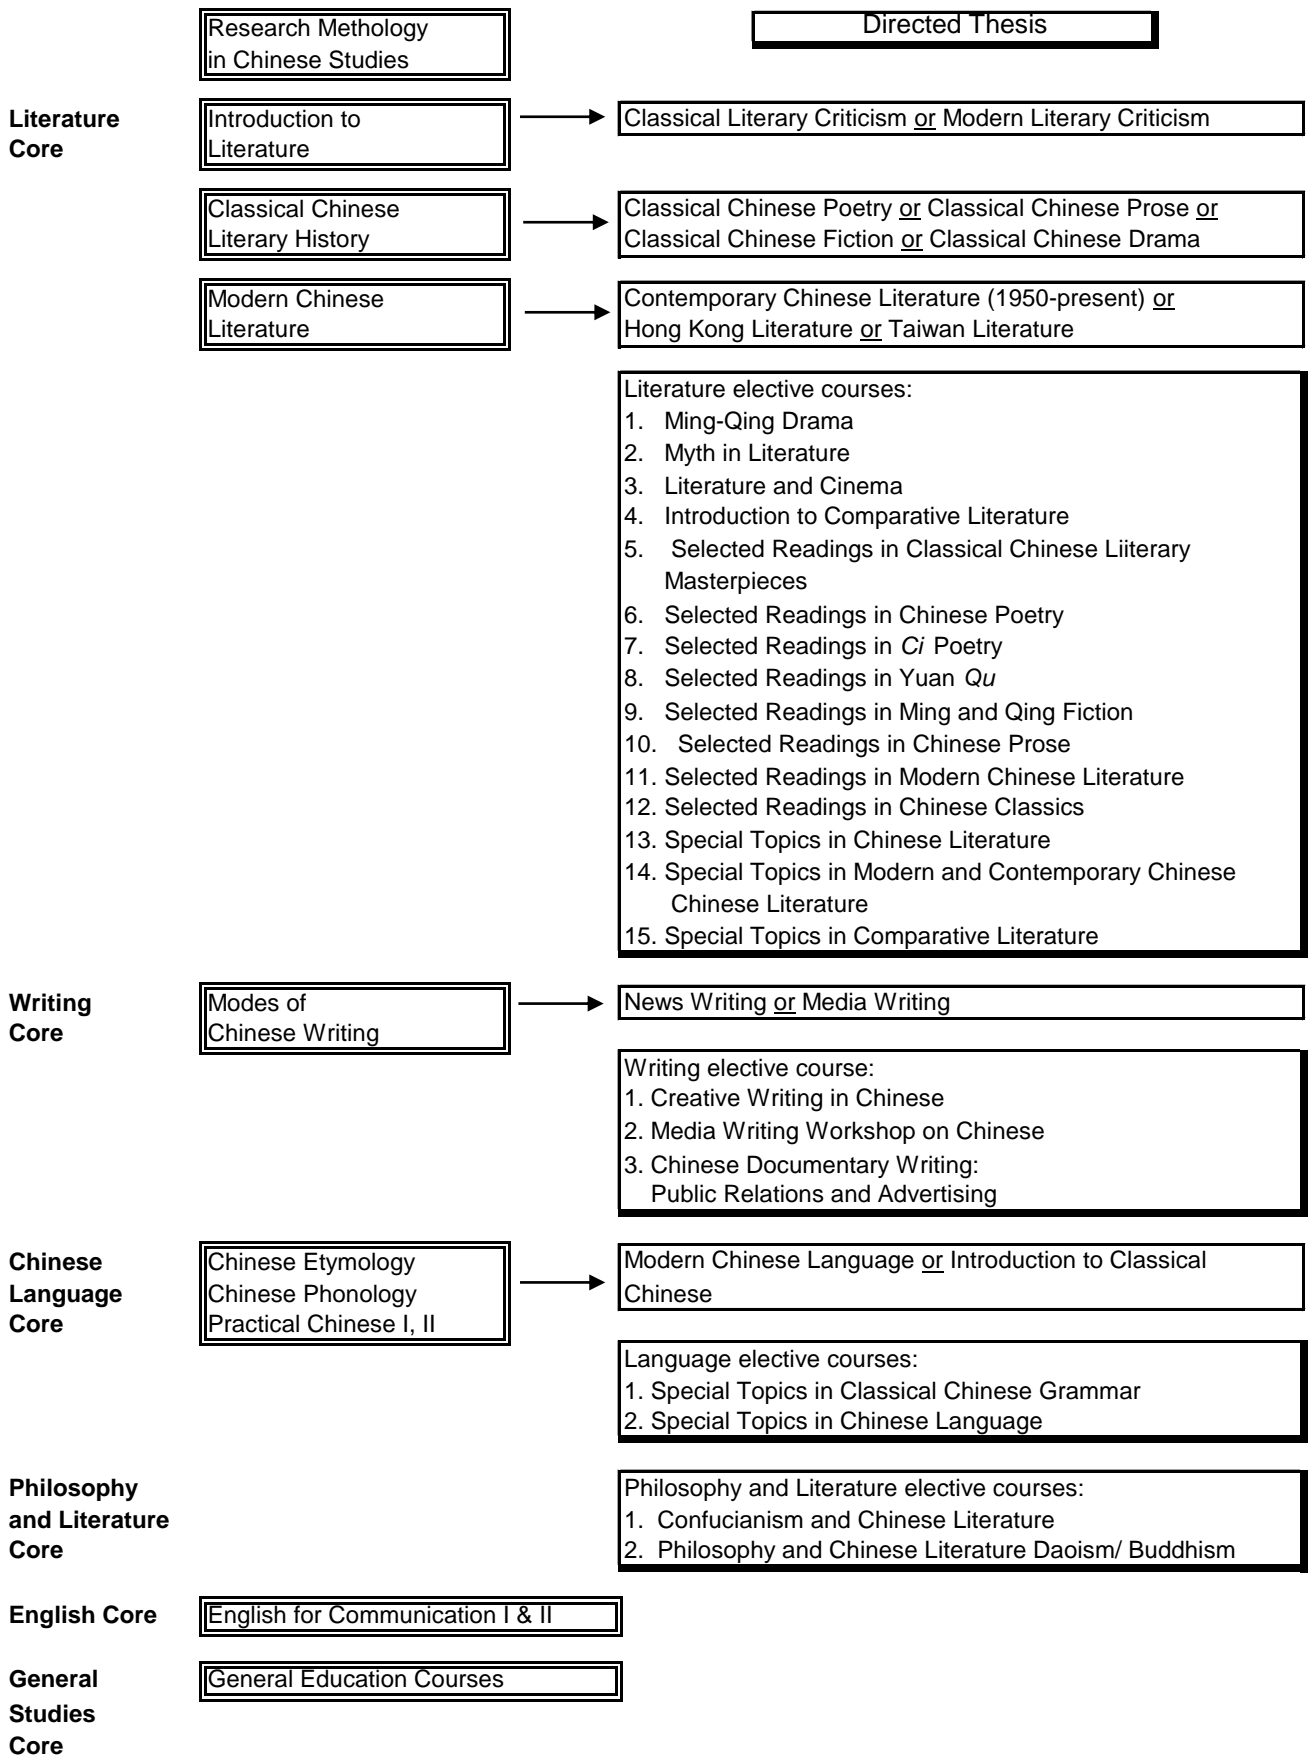 Research Methology
in Chinese Studies
Directed Thesis
Literature
Core
Introduction to
Literature
Classical Literary Criticism or Modern Literary Criticism
Classical Chinese
Literary History
Classical Chinese Poetry or Classical Chinese Prose or
Classical Chinese Fiction or Classical Chinese Drama
Modern Chinese
Literature
Contemporary Chinese Literature (1950-present) or
Hong Kong Literature or Taiwan Literature
Literature elective courses:
1. Ming-Qing Drama
2. Myth in Literature
3. Literature and Cinema
4. Introduction to Comparative Literature
5. Selected Readings in Classical Chinese Liiterary
Masterpieces
6. Selected Readings in Chinese Poetry
7. Selected Readings in Ci Poetry
8. Selected Readings in Yuan Qu
9. Selected Readings in Ming and Qing Fiction
10. Selected Readings in Chinese Prose
11. Selected Readings in Modern Chinese Literature
12. Selected Readings in Chinese Classics
13. Special Topics in Chinese Literature
14. Special Topics in Modern and Contemporary Chinese
Chinese Literature
15. Special Topics in Comparative Literature
Writing
Core
Modes of
Chinese Writing
News Writing or Media Writing
Writing elective course:
1. Creative Writing in Chinese
2. Media Writing Workshop on Chinese
3. Chinese Documentary Writing:
Public Relations and Advertising
Chinese
Language
Core
Chinese Etymology
Chinese Phonology
Practical Chinese I, II
Modern Chinese Language or Introduction to Classical
Chinese
Language elective courses:
1. Special Topics in Classical Chinese Grammar
2. Special Topics in Chinese Language
Philosophy
and Literature
Core
Philosophy and Literature elective courses:
1. Confucianism and Chinese Literature
2. Philosophy and Chinese Literature Daoism/ Buddhism
English Core
English for Communication I & II
General
Studies
Core
General Education Courses